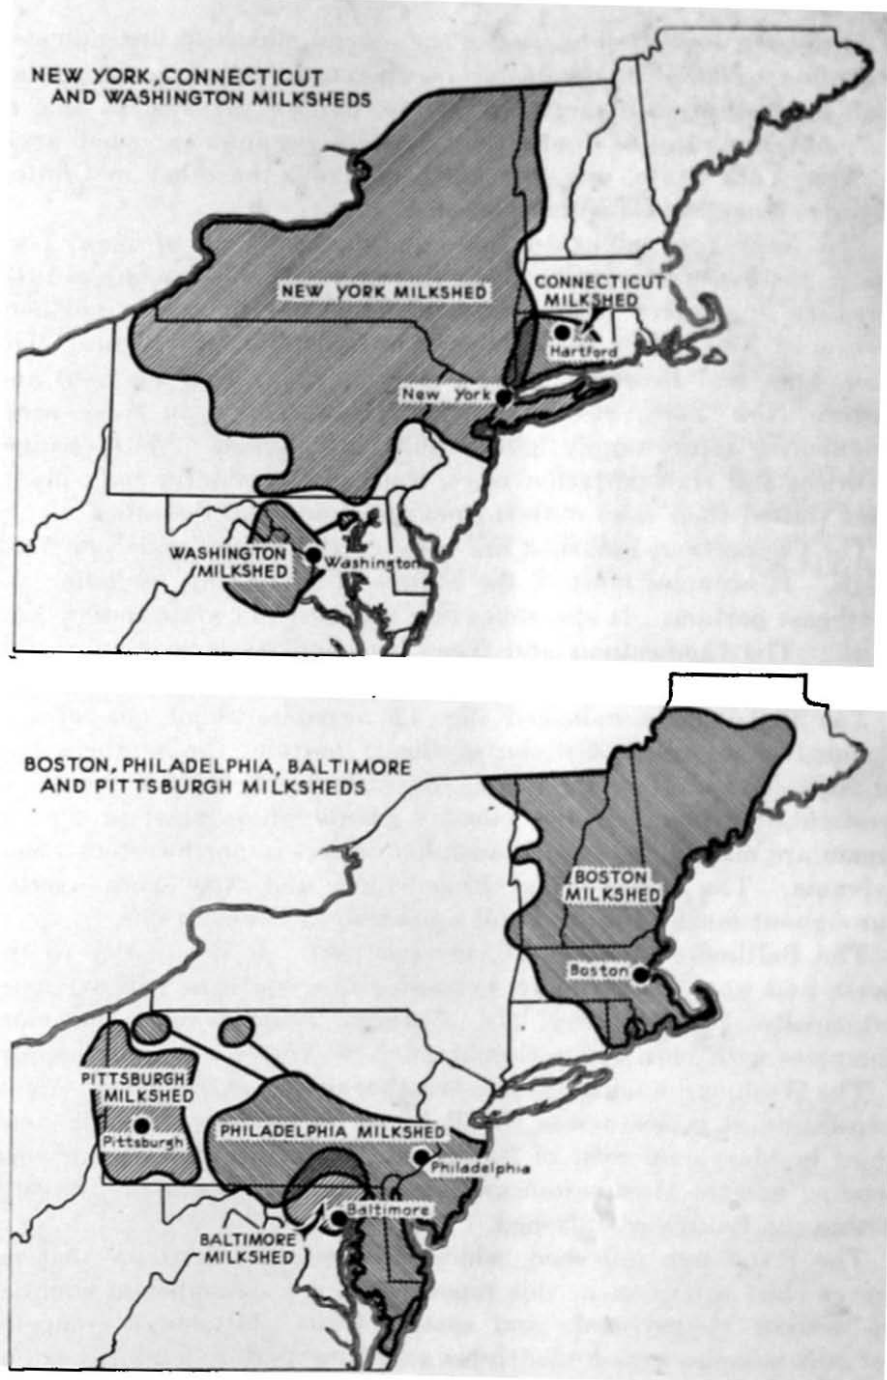 NEW YORK, CONNECTICUT
AND WASHINGTON MILKSHEDS
NEW YORK MILKSHED
CONNECTICUT
MILKSHED
Hartford
New York
WASHINGTON
MILKSHED
Washington
BOSTON, PHILADELPHIA, BALTIMORE
AND PITTSBURGH MILKSHEDS
BOSTON
MILKSHED
Boston
PITTSBURGH
MILKSHED
Pittsburgh
PHILADELPHIA MILKSHED
Philadelphia
Baltimore
BALTIMORE
MILKSHED